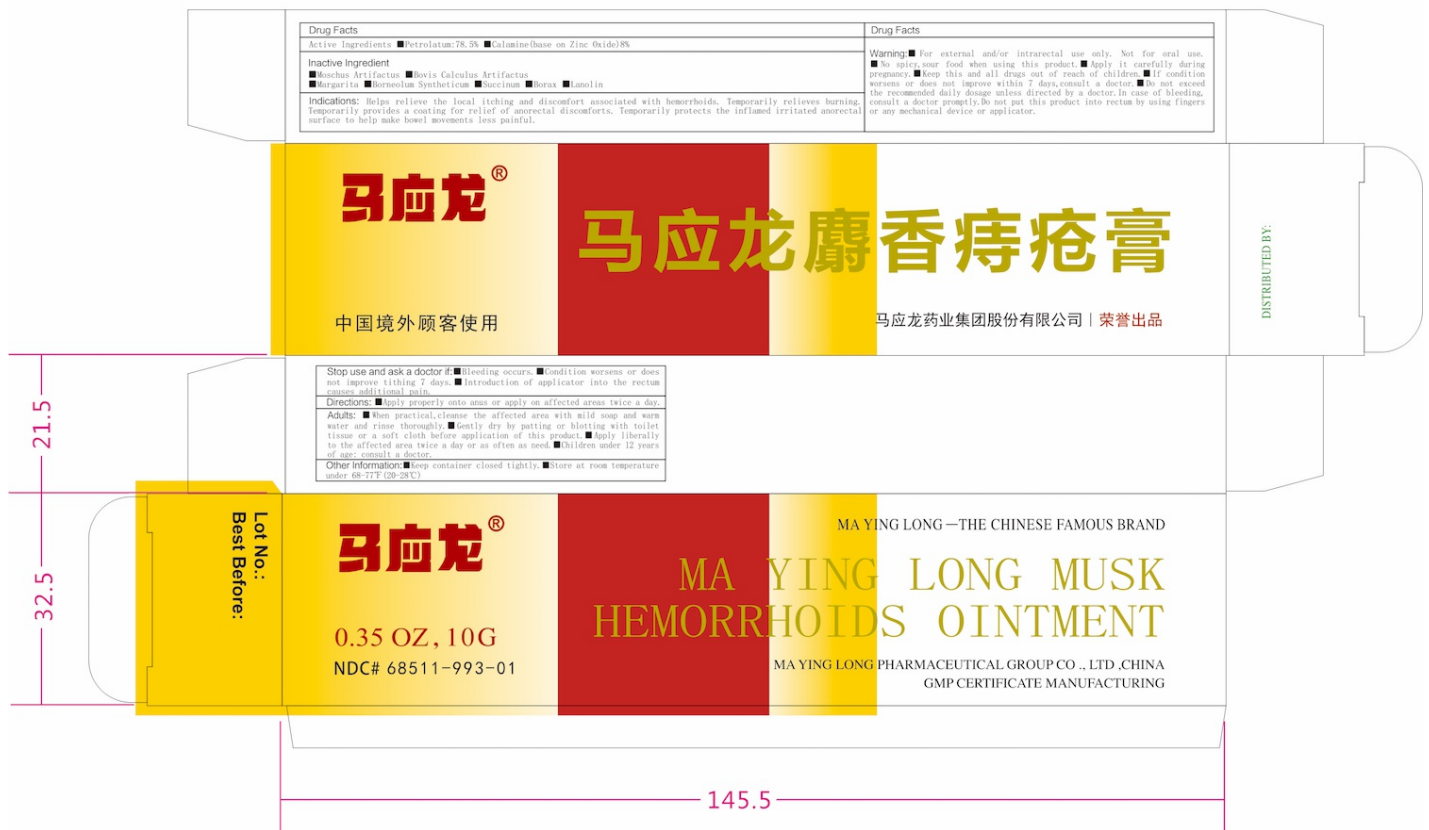 Drug Facts
Active Ingredients ■Petrolatum:78.5% ■Calamine(base on Zinc Oxide)8%
Inactive Ingredient
■Moschus Artifactus ■Bovis Calculus Artifactus
■Margarita ■Borneolum Syntheticum ■Succinum ■Borax ■Lanolin
Indications: Helps relieve the local itching and discomfort associated with hemorrhoids. Temporarily relieves burning.
Temporarily provides a coating for relief of anorectal discomforts. Temporarily protects the inflamed irritated anorectal
surface to help make bowel movements less painful.
Drug Facts
Warning:■ For external and/or intrarectal use only. Not for oral use.
■ No spicy,sour food when using this product.■ Apply it carefully during
pregnancy.■ Keep this and all drugs out of reach of children.■ If condition
worsens or does not improve within 7 days,consult a doctor.■ Do not exceed
the recommended daily dosage unless directed by a doctor.In case of bleeding,
consult a doctor promptly.Do not put this product into rectum by using fingers
or any mechanical device or applicator.
马应龙®
中国境外顾客使用
马应龙麝香痔疮膏
马应龙药业集团股份有限公司 | 荣誉出品
DISTRIBUTED BY:
Stop use and ask a doctor if:■Bleeding occurs. ■Condition worsens or does
not improve tithing 7 days. ■Introduction of applicator into the rectum
causes additional pain.
Directions: ■Apply properly onto anus or apply on affected areas twice a day.
Adults: ■ When practical,cleanse the affected area with mild soap and warm
water and rinse thoroughly.■ Gently dry by patting or blotting with toilet
tissue or a soft cloth before application of this product.■ Apply liberally
to the affected area twice a day or as often as need.■Children under 12 years
of age: consult a doctor.
Other Information:■Keep container closed tightly. ■Store at room temperature
under 68-77℉(20-28℃)
21.5
32.5
Lot No.:
Best Before:
马应龙®
0.35 OZ, 10G
NDC# 68511-993-01
MA YING LONG —THE CHINESE FAMOUS BRAND
MA YING LONG MUSK
HEMORRHOIDS OINTMENT
MA YING LONG PHARMACEUTICAL GROUP CO ., LTD ,CHINA
GMP CERTIFICATE MANUFACTURING
145.5